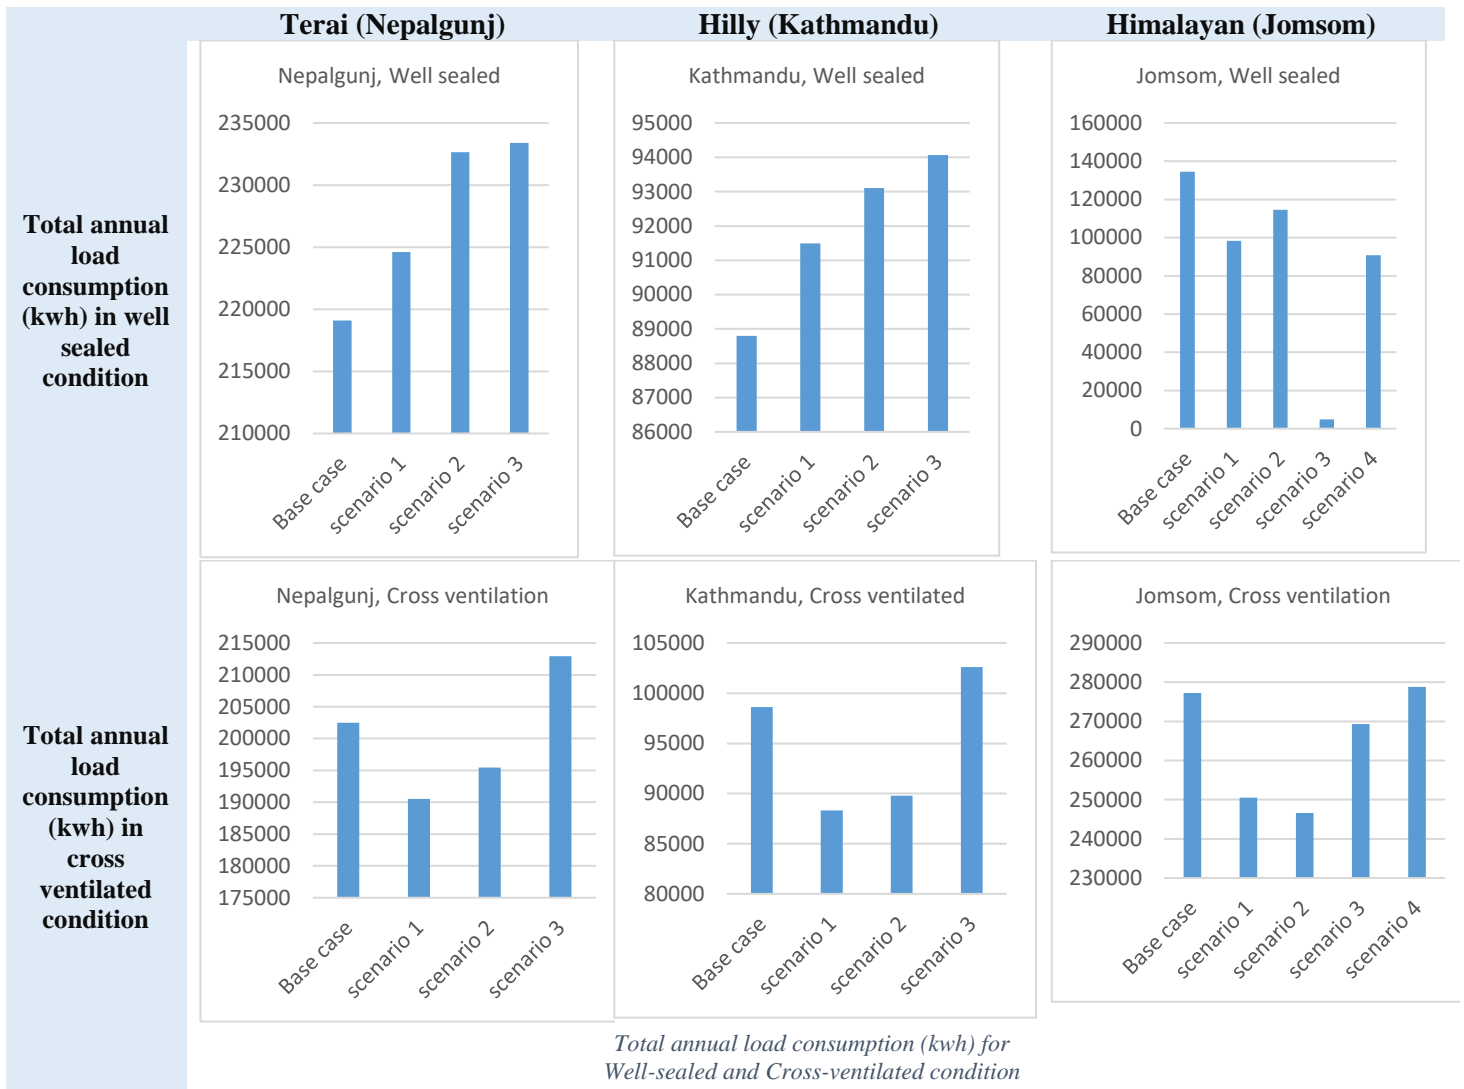 Terai (Nepalgunj)
Hilly (Kathmandu)
Himalayan (Jomsom)
Total annual
load
consumption
(kwh) in well
sealed
condition
Nepalgunj, Well sealed
235000
230000
225000
220000
215000
210000
Base case
scenario 1
scenario 2
scenario 3
Kathmandu, Well sealed
95000
94000
93000
92000
91000
90000
89000
88000
87000
86000
Base case
scenario 1
scenario 2
scenario 3
Jomsom, Well sealed
160000
140000
120000
100000
80000
60000
40000
20000
0
Base case
scenario 1
scenario 2
scenario 3
scenario 4
Total annual
load
consumption
(kwh) in
cross
ventilated
condition
Nepalgunj, Cross ventilation
215000
210000
205000
200000
195000
190000
185000
180000
175000
Base case
scenario 1
scenario 2
scenario 3
Kathmandu, Cross ventilated
105000
100000
95000
90000
85000
80000
Base case
scenario 1
scenario 2
scenario 3
Jomsom, Cross ventilation
290000
280000
270000
260000
250000
240000
230000
Base case
scenario 1
scenario 2
scenario 3
scenario 4
Total annual load consumption (kwh) for
Well-sealed and Cross-ventilated condition